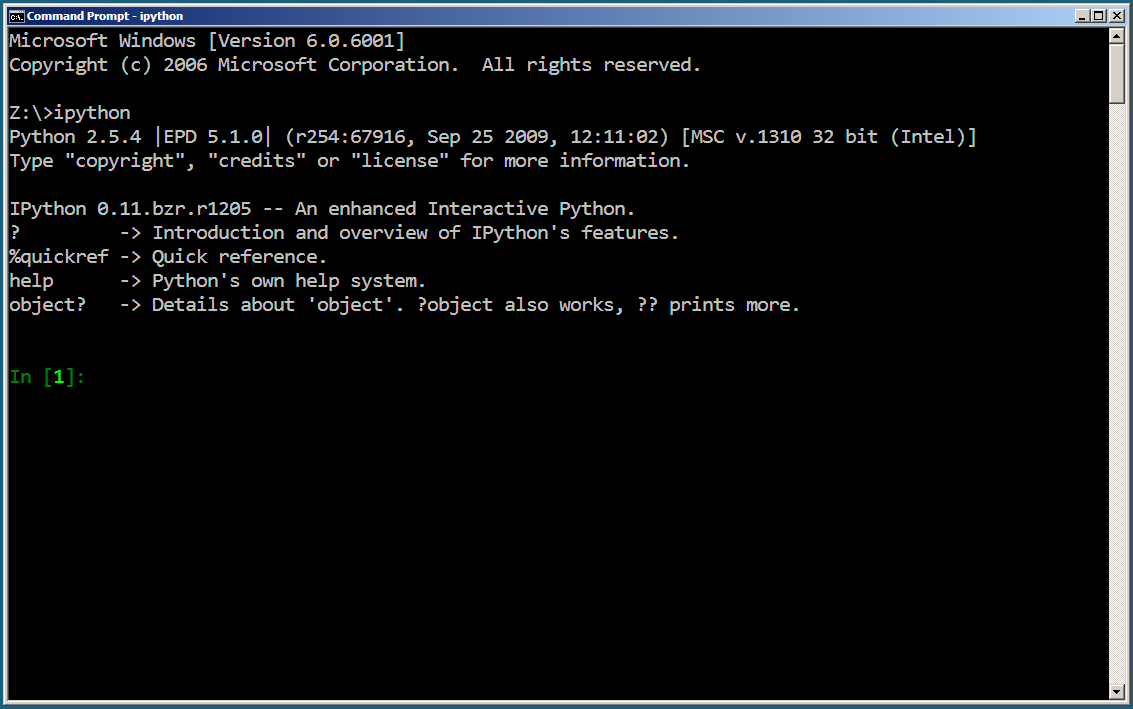 Command Prompt - ipython
Microsoft Windows [Version 6.0.6001]
Copyright (c) 2006 Microsoft Corporation.  All rights reserved.
Z:\>ipython
Python 2.5.4 |EPD 5.1.0| (r254:67916, Sep 25 2009, 12:11:02) [MSC v.1310 32 bit (Intel)]
Type "copyright", "credits" or "license" for more information.
IPython 0.11.bzr.r1205 -- An enhanced Interactive Python.
?         -> Introduction and overview of IPython's features.
%quickref -> Quick reference.
help      -> Python's own help system.
object?   -> Details about 'object'. ?object also works, ?? prints more.
In [1]: